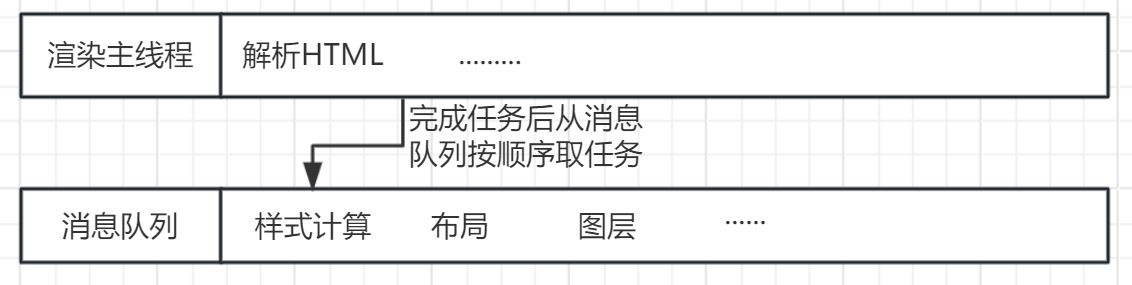 渲染主线程 解析HTML .........
完成任务后从消息
队列按顺序取任务
消息队列 样式计算 布局 图层 ......